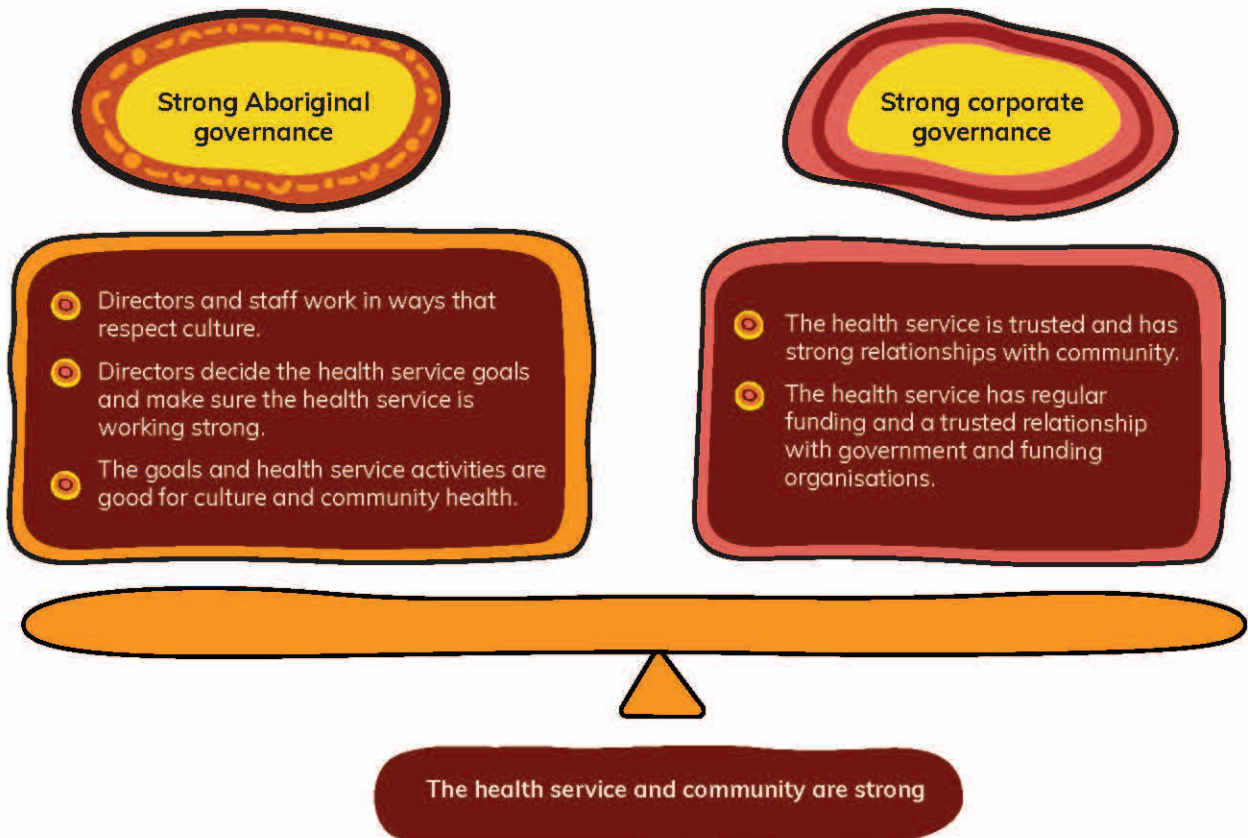 Strong Aboriginal
governance
Directors and staff work in ways that
respect culture.
Directors decide the health service goals
and make sure the health service is
working strong.
The goals and health service activities are
good for culture and community health.
Strong corporate
governance
The health service is trusted and has
strong relationships with community.
The health service has regular
funding and a trusted relationship
with government and funding
organisations.
The health service and community are strong